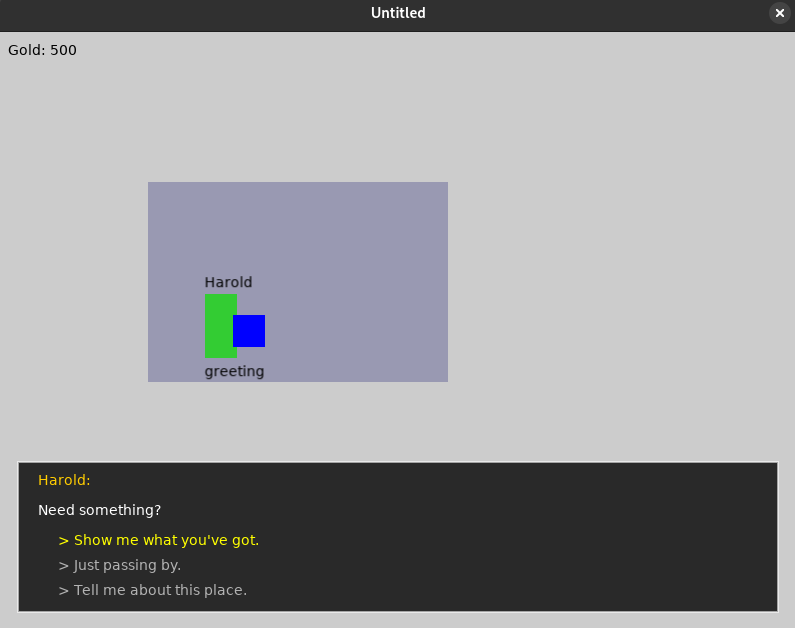 Untitled
Gold: 500
Harold
greeting
Harold:
Need something?
> Show me what you've got.
> Just passing by.
> Tell me about this place.